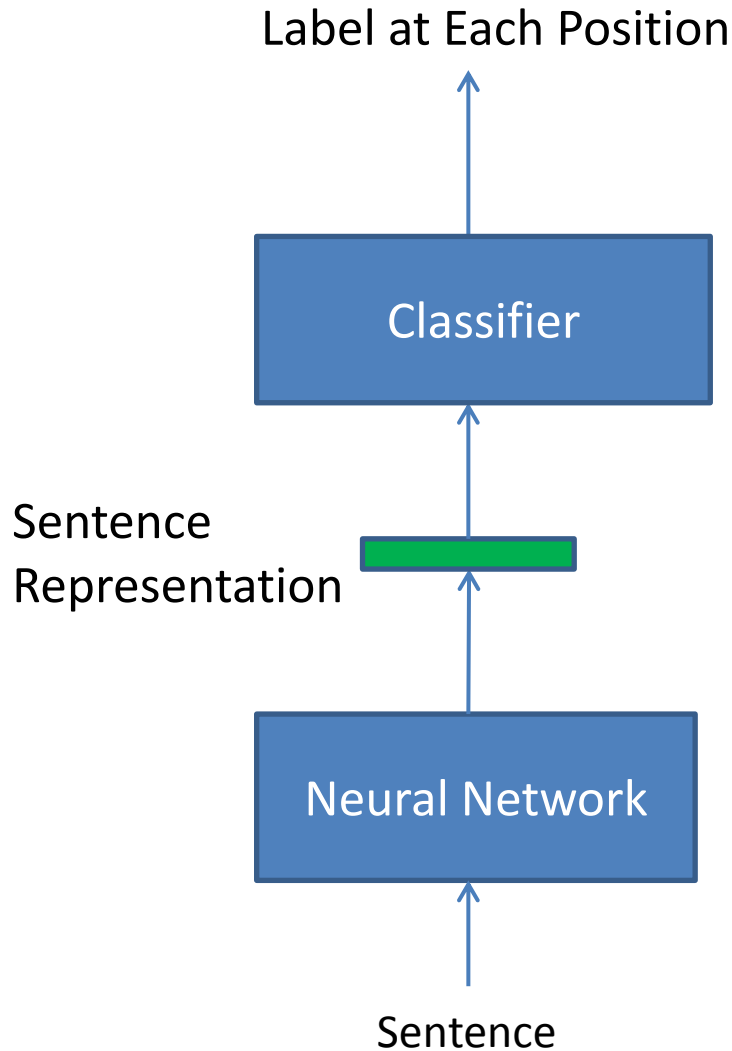 Label at Each Position
Classifier
Sentence
Representation
Neural Network
Sentence